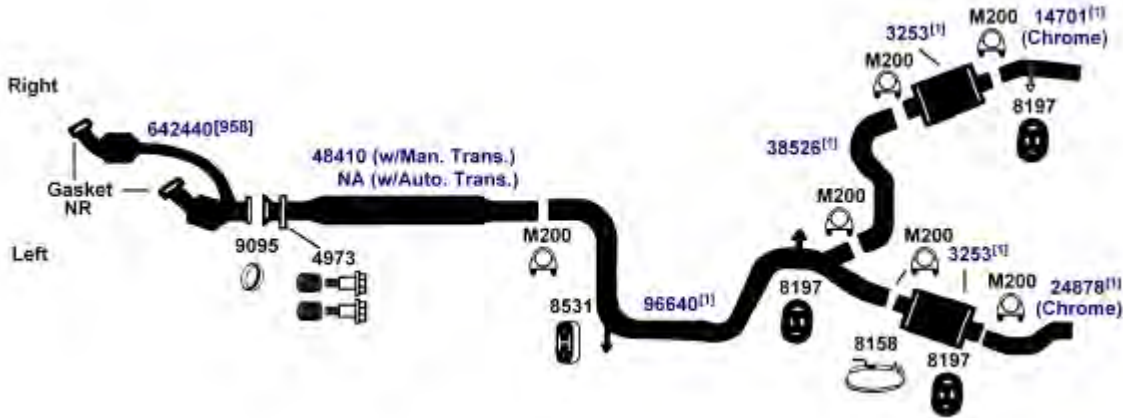 M200 14701[1]
(Chrome)
3253[1]
M200
Right
8197
642440[958]
38526[1]
48410 (w/Man. Trans.)
NA (w/Auto. Trans.)
Gasket
NR
M200
M200
Left
9095
4973
M200
3253[1]
M200
24878[1]
(Chrome)
8531
96640[1]
8197
8158
8197